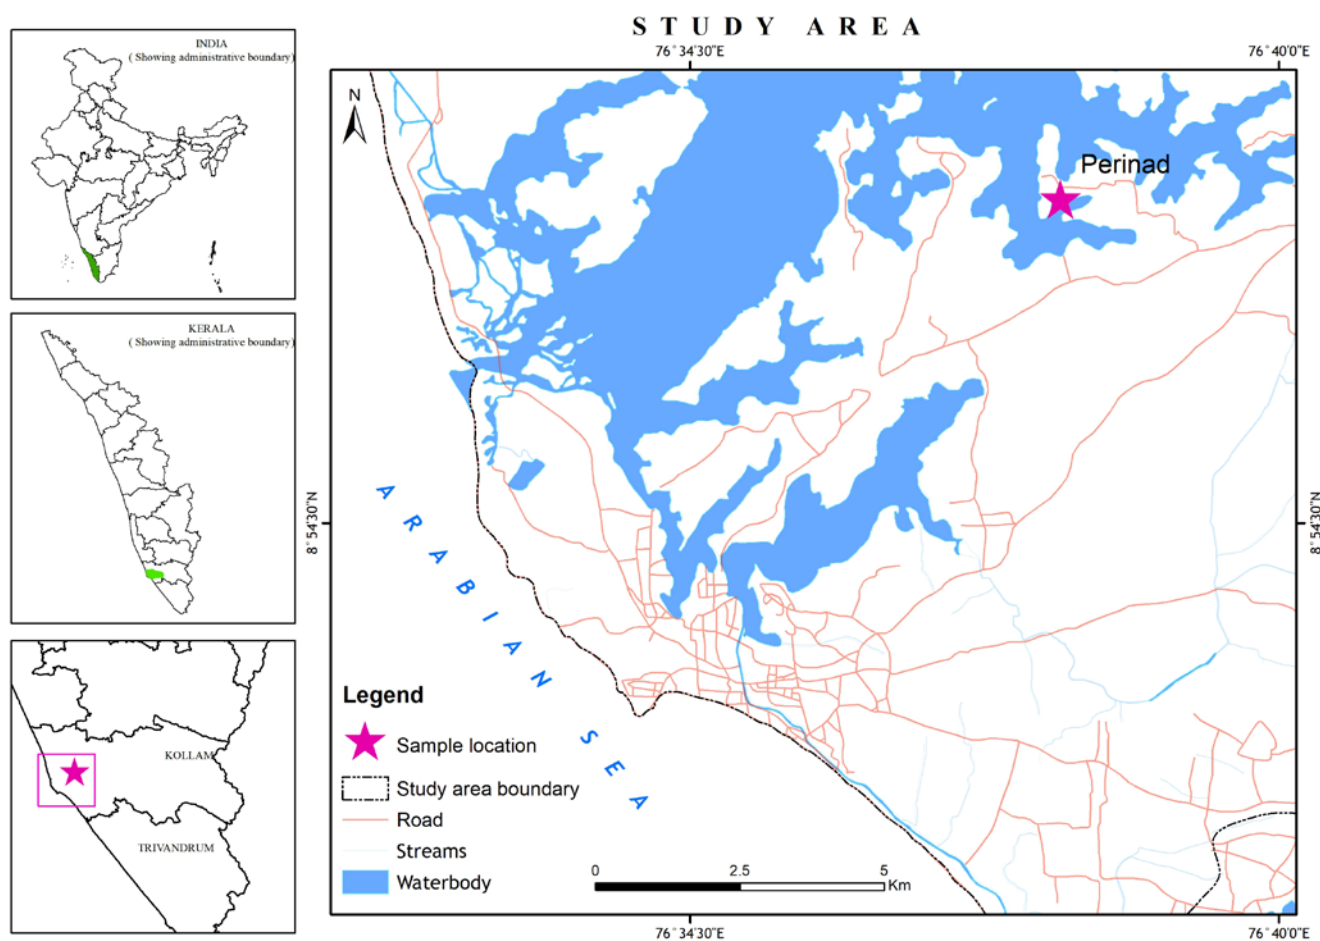 STUDY AREA
INDIA
( Showing administrative boundary)
KERALA
( Showing administrative boundary)
KOLLAM
TRIVANDRUM
76°34'30"E
76°40'0"E
N
Perinad
8°54'30"N
8°54'30"N
ARABIAN SEA
Legend
Sample location
Study area boundary
Road
Streams
Waterbody
0 2.5 5
Km
76°34'30"E
76°40'0"E